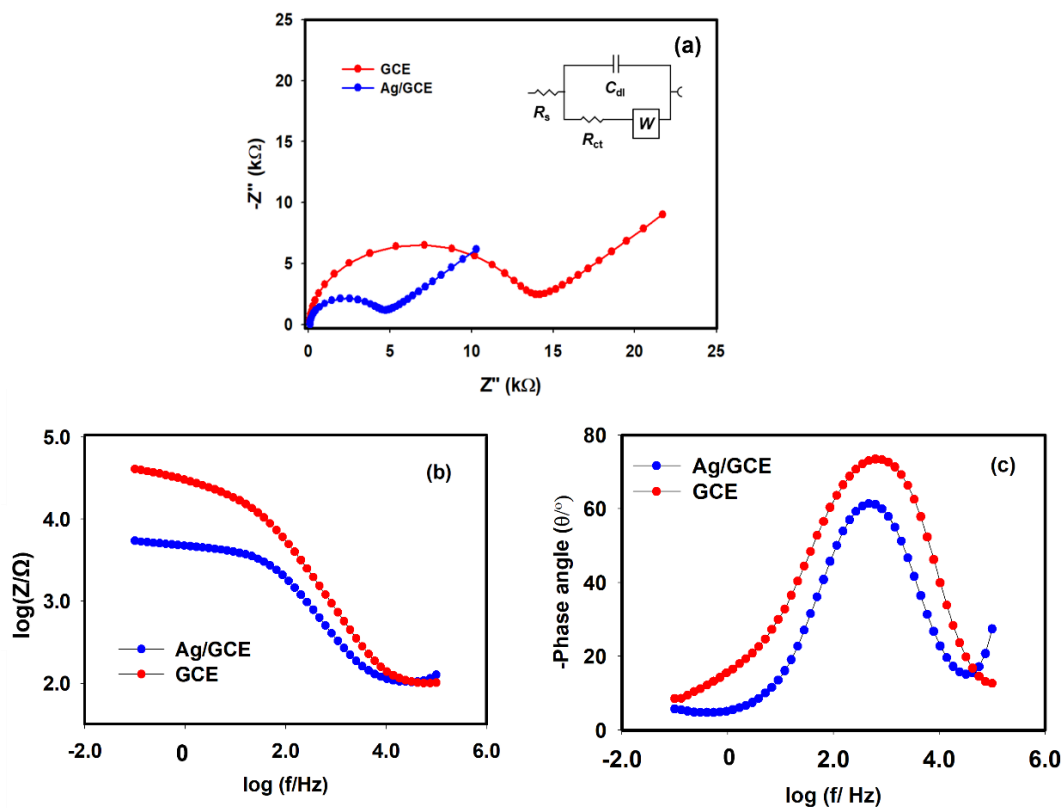 (a)
GCE
Ag/GCE
25
20
15
10
5
0
-Z" (kΩ)
C_dl
R_s
R_ct
W
0 5 10 15 20 25
Z" (kΩ)
(b)
5.0
4.0
3.0
2.0
log(Z/Ω)
Ag/GCE
GCE
-2.0 0 2.0 4.0 6.0
log (f/Hz)
(c)
80
60
40
20
0
-Phase angle (θ/°)
Ag/GCE
GCE
-2.0 0 2.0 4.0 6.0
log (f/ Hz)